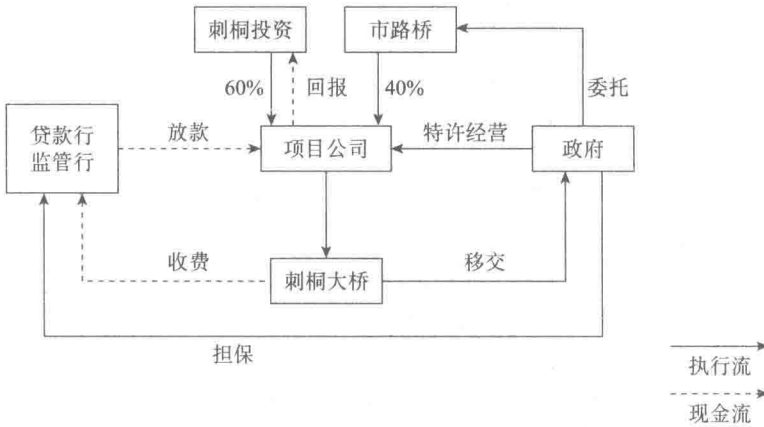 刺桐投资
市路桥
60%
回报
40%
委托
贷款行
监管行
放款
项目公司
特许经营
政府
收费
刺桐大桥
移交
担保
执行流
现金流